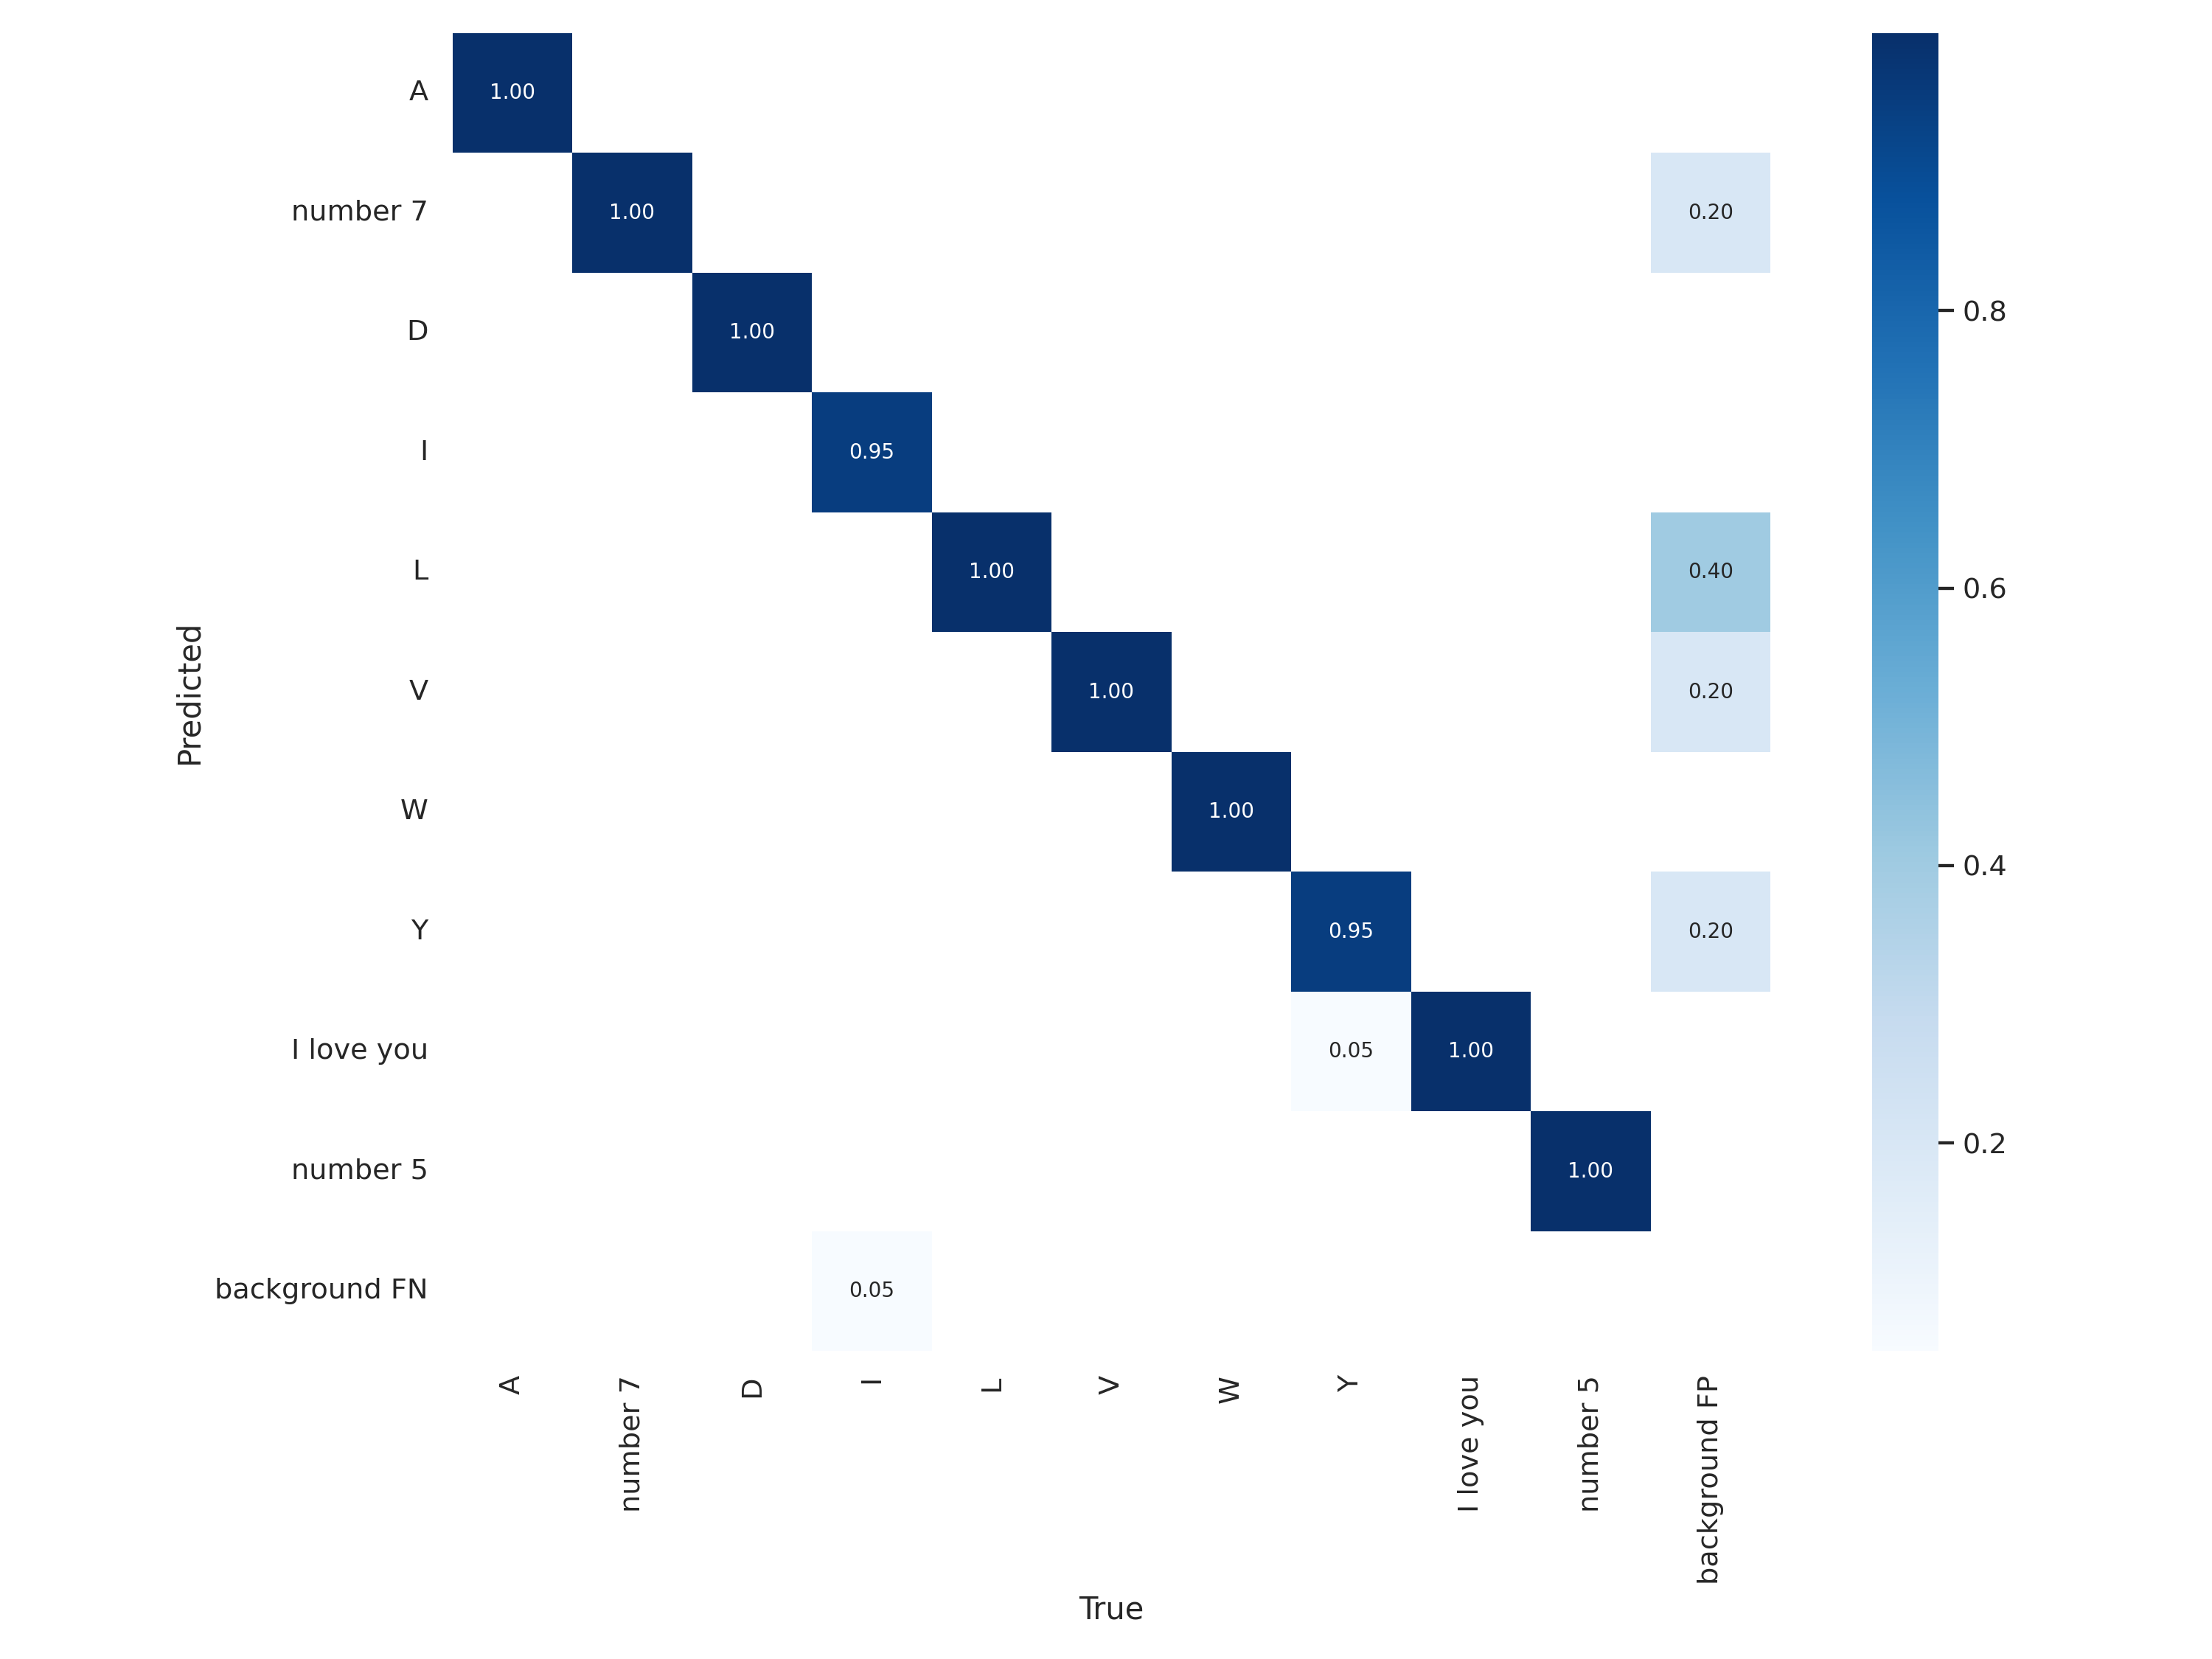 A 1.00
number 7 1.00 0.20
D 1.00 0.8
I 0.95
L 1.00 0.40 0.6
Predicted
V 1.00 0.20
W 1.00 0.4
Y 0.95 0.20
I love you 0.05 1.00 0.2
number 5 1.00
background FN 0.05
A number 7 D I L V W Y I love you number 5 background FP
True